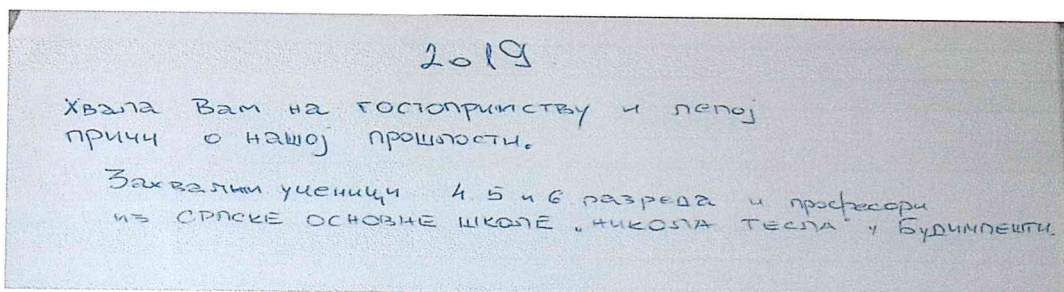 2019
Хвала Вам на гостопримству и лепој
причи о нашој прошлости.
Захвални ученици 4 5 и 6 разреда и професори
из СРПСКЕ ОСНОВНЕ ШКОЛЕ „НИКОЛА ТЕСЛА" у БУДИМПЕШТИ.